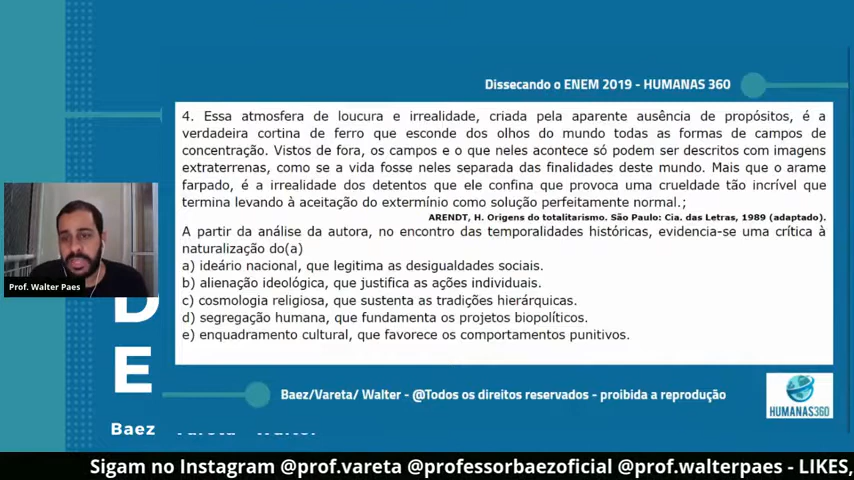 Dissecando o ENEM 2019 - HUMANAS 360
4. Essa atmosfera de loucura e irrealidade, criada pela aparente ausência de propósitos, é a
verdadeira cortina de ferro que esconde dos olhos do mundo todas as formas de campos de
concentração. Vistos de fora, os campos e o que neles acontece só podem ser descritos com imagens
extraterrenas, como se a vida fosse neles separada das finalidades deste mundo. Mais que o arame
farpado, é a irrealidade dos detentos que ele confina que provoca uma crueldade tão incrível que
termina levando à aceitação do extermínio como solução perfeitamente normal.;
ARENDT, H. Origens do totalitarismo. São Paulo: Cia. das Letras, 1989 (adaptado).
A partir da análise da autora, no encontro das temporalidades históricas, evidencia-se uma crítica à
naturalização do(a)
a) ideário nacional, que legitima as desigualdades sociais.
b) alienação ideológica, que justifica as ações individuais.
c) cosmologia religiosa, que sustenta as tradições hierárquicas.
d) segregação humana, que fundamenta os projetos biopolíticos.
e) enquadramento cultural, que favorece os comportamentos punitivos.
Prof. Walter Paes
D
E
Baez/Vareta/ Walter - @Todos os direitos reservados - proibida a reprodução
HUMANAS360
Baez
Sigam no Instagram @prof.vareta @professorbaezoficial @prof.walterpaes - LIKES,